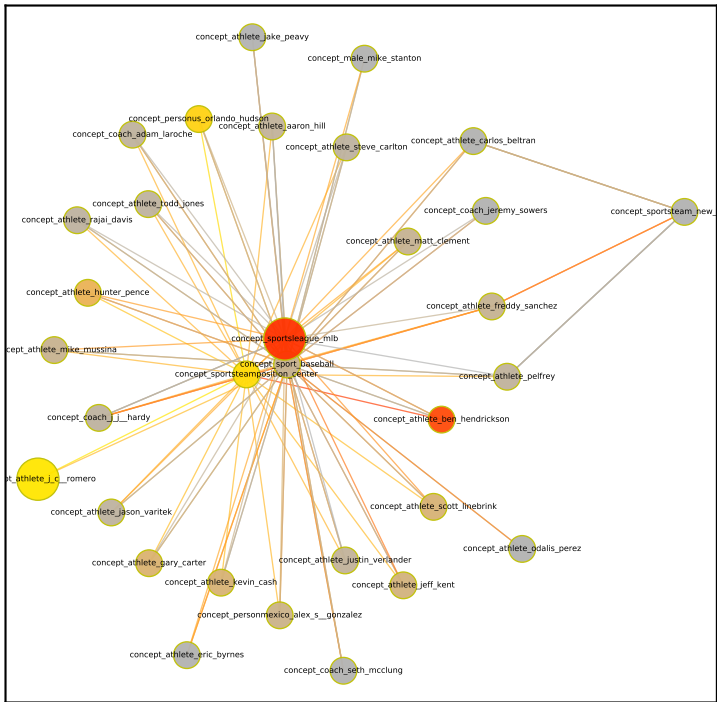 concept_athlete_jake_peavy
concept_male_mike_stanton
concept_personus_orlando_hudson
concept_athlete_aaron_hill
concept_coach_adam_laroche
concept_athlete_carlos_beltran
concept_athlete_steve_carlton
concept_athlete_todd_jones
concept_coach_jeremy_sowers
concept_sportsteam_new_
concept_athlete_rajai_davis
concept_athlete_matt_clement
concept_athlete_hunter_pence
concept_athlete_freddy_sanchez
concept_sportsleague_mlb
cept_athlete_mike_mussina
concept_sport_baseball
concept_sportsteamposition_center
concept_athlete_pelfrey
concept_coach_j_j__hardy
concept_athlete_ben_hendrickson
pt_athlete_j_c__romero
concept_athlete_scott_linebrink
concept_athlete_jason_varitek
concept_athlete_odalis_perez
concept_athlete_justin_verlander
concept_athlete_gary_carter
concept_athlete_kevin_cash
concept_athlete_jeff_kent
concept_personmexico_alex_s__gonzalez
concept_athlete_eric_byrnes
concept_coach_seth_mcclung